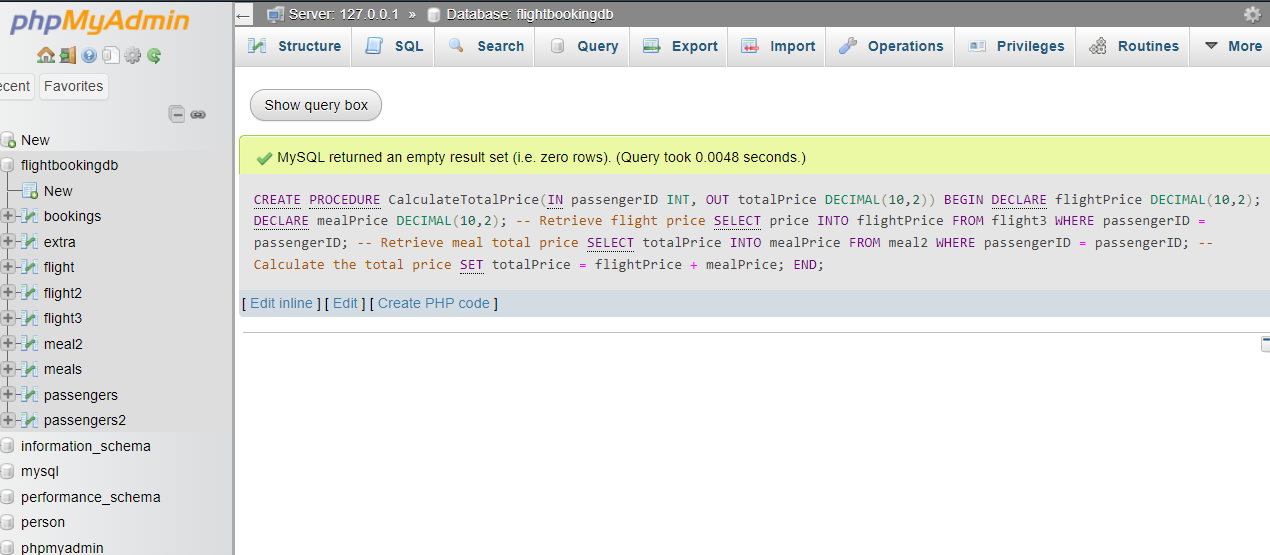 phpMyAdmin
ecent Favorites
New
flightbookingdb
New
bookings
extra
flight
flight2
flight3
meal2
meals
passengers
passengers2
information_schema
mysql
performance_schema
person
phpmyadmin
Server: 127.0.0.1 » Database: flightbookingdb
Structure SQL Search Query Export Import Operations Privileges Routines More
Show query box
MySQL returned an empty result set (i.e. zero rows). (Query took 0.0048 seconds.)
CREATE PROCEDURE CalculateTotalPrice(IN passengerID INT, OUT totalPrice DECIMAL(10,2)) BEGIN DECLARE flightPrice DECIMAL(10,2);
DECLARE mealPrice DECIMAL(10,2); -- Retrieve flight price SELECT price INTO flightPrice FROM flight3 WHERE passengerID =
passengerID; -- Retrieve meal total price SELECT totalPrice INTO mealPrice FROM meal2 WHERE passengerID = passengerID; --
Calculate the total price SET totalPrice = flightPrice + mealPrice; END;
[ Edit inline ] [ Edit ] [ Create PHP code ]